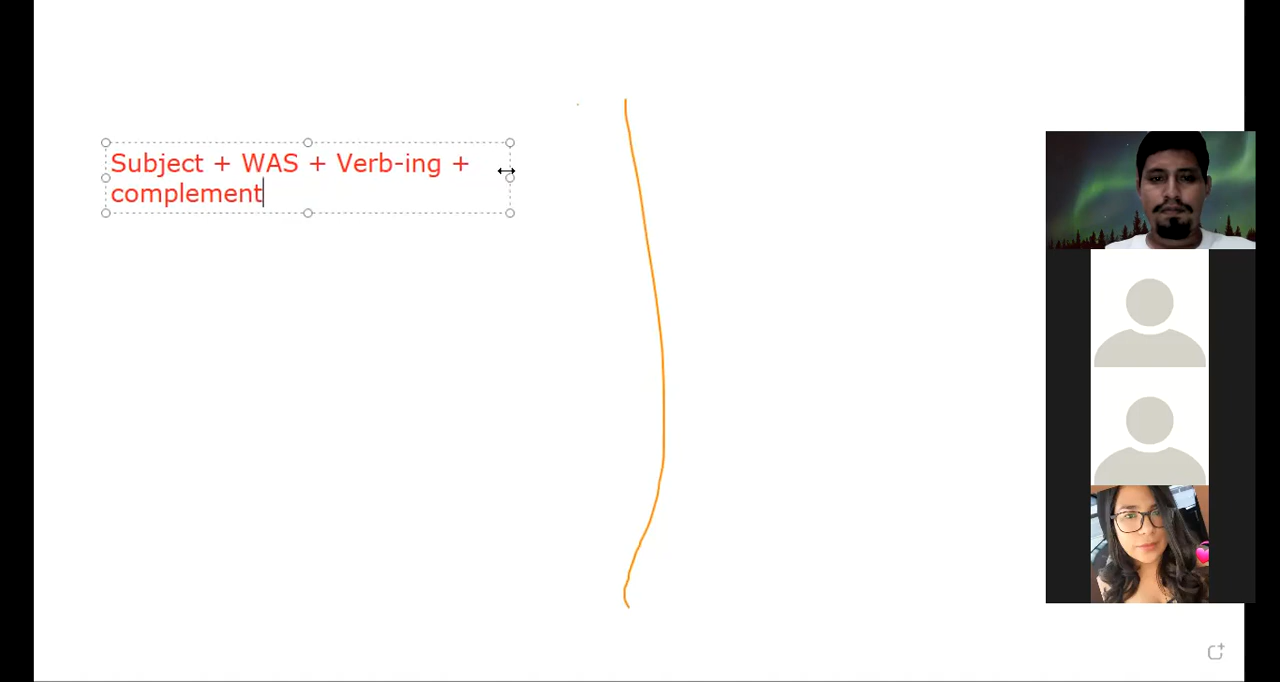 Subject + WAS + Verb-ing +
complement